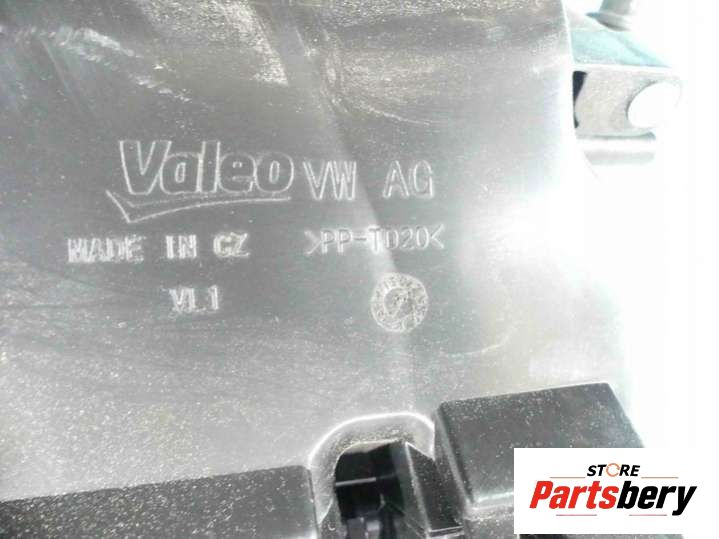 Valeo VW AG
MADE IN CZ >PP-TD20<
VL1
STORE
Partsbery